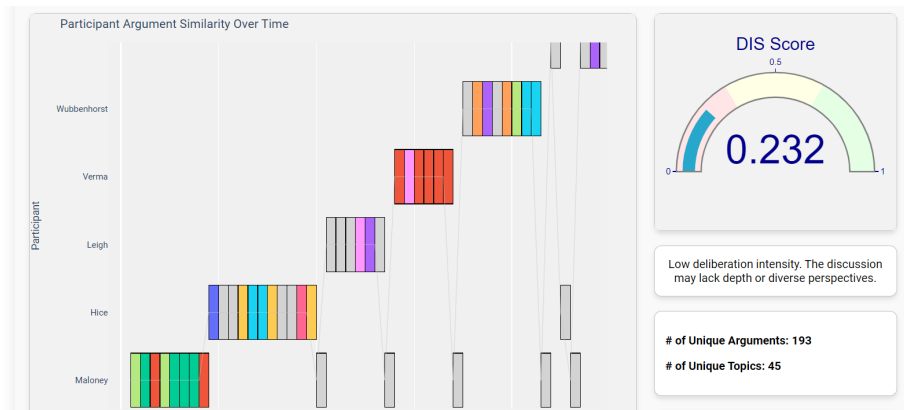 Participant Argument Similarity Over Time
Participant
Wubbenhorst
Verma
Leigh
Hice
Maloney
DIS Score
0.5
0
1
0.232
Low deliberation intensity. The discussion
may lack depth or diverse perspectives.
# of Unique Arguments: 193
# of Unique Topics: 45